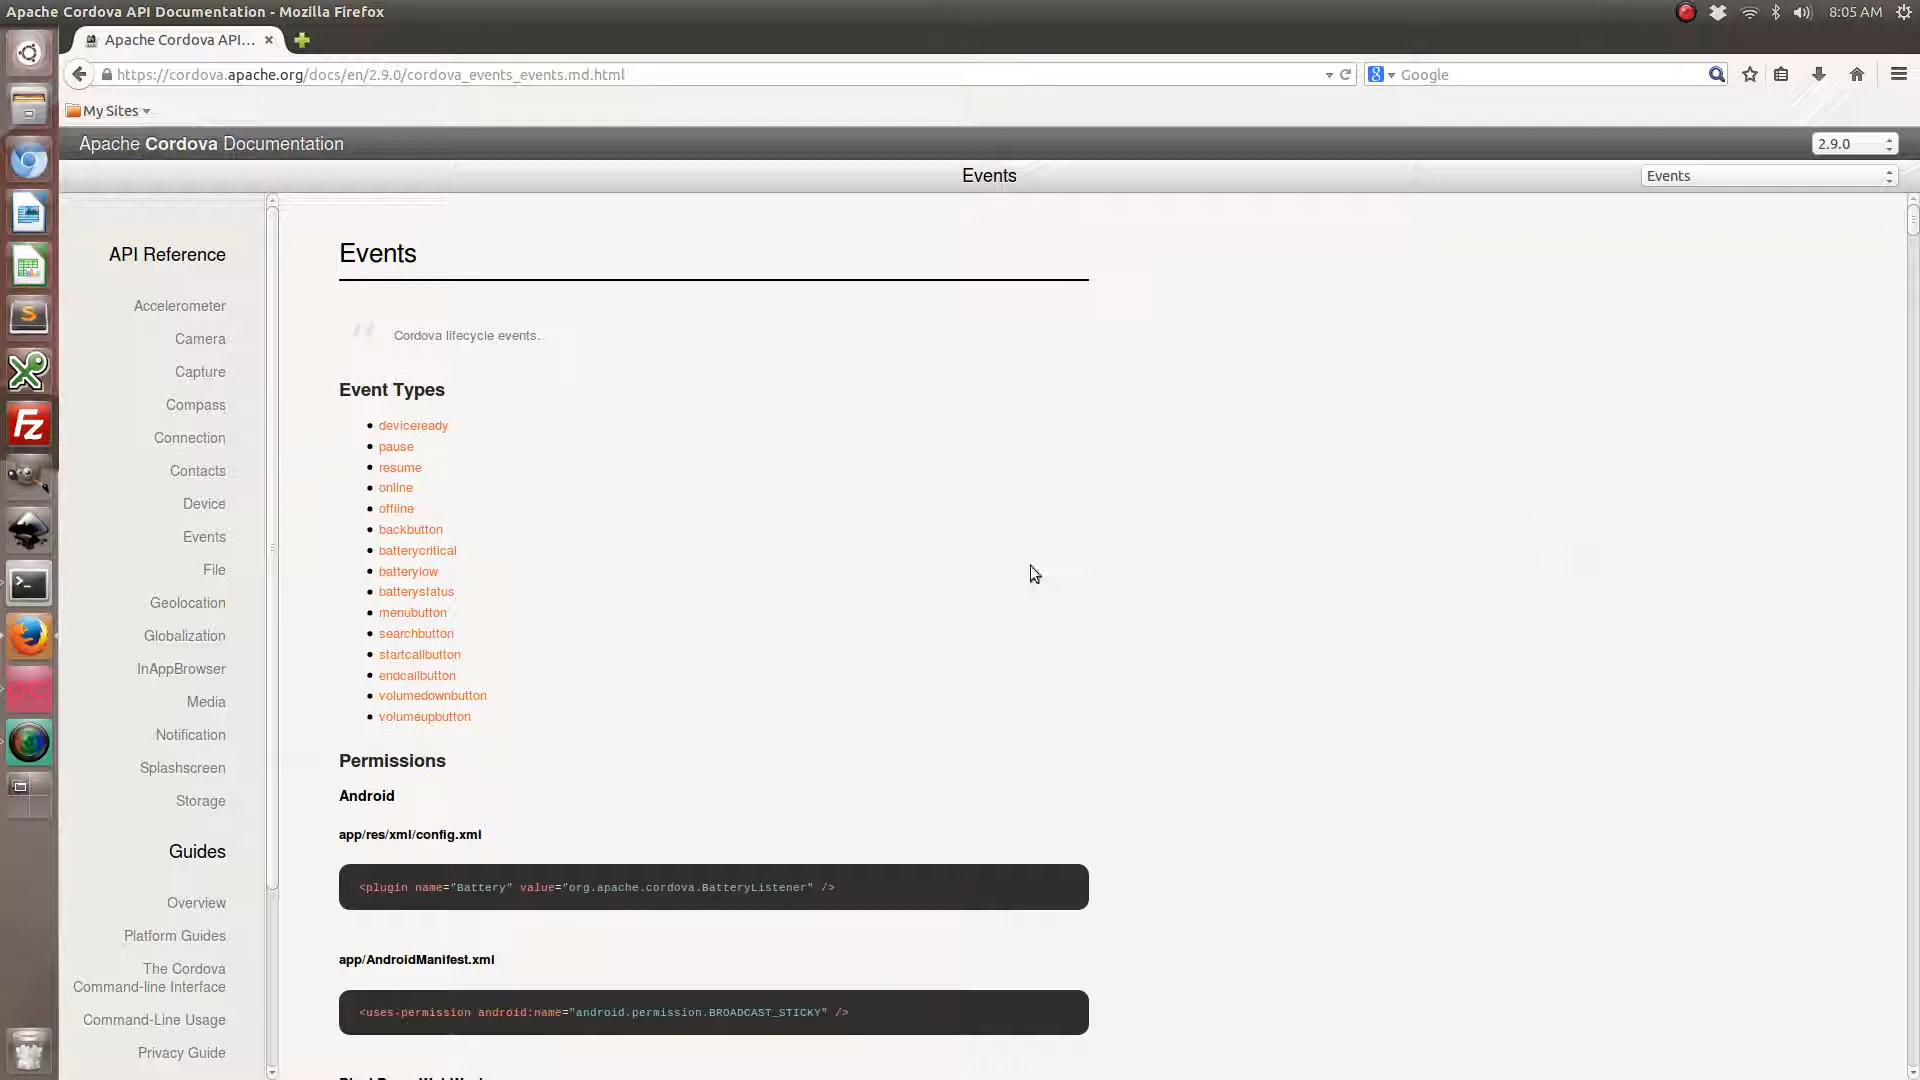 Apache Cordova API Documentation - Mozilla Firefox
8:05 AM
Apache Cordova API...
https://cordova.apache.org/docs/en/2.9.0/cordova_events_events.md.html
Google
My Sites
Apache Cordova Documentation
2.9.0
Events
Events
API Reference
Accelerometer
Camera
Capture
Compass
Connection
Contacts
Device
Events
File
Geolocation
Globalization
InAppBrowser
Media
Notification
Splashscreen
Storage
Guides
Overview
Platform Guides
The Cordova
Command-line Interface
Command-Line Usage
Privacy Guide
Events
Cordova lifecycle events.
Event Types
deviceready
pause
resume
online
offline
backbutton
batterycritical
batterylow
batterystatus
menubutton
searchbutton
startcallbutton
endcallbutton
volumedownbutton
volumeupbutton
Permissions
Android
app/res/xml/config.xml
<plugin name="Battery" value="org.apache.cordova.BatteryListener" />
app/AndroidManifest.xml
<uses-permission android:name="android.permission.BROADCAST_STICKY" />